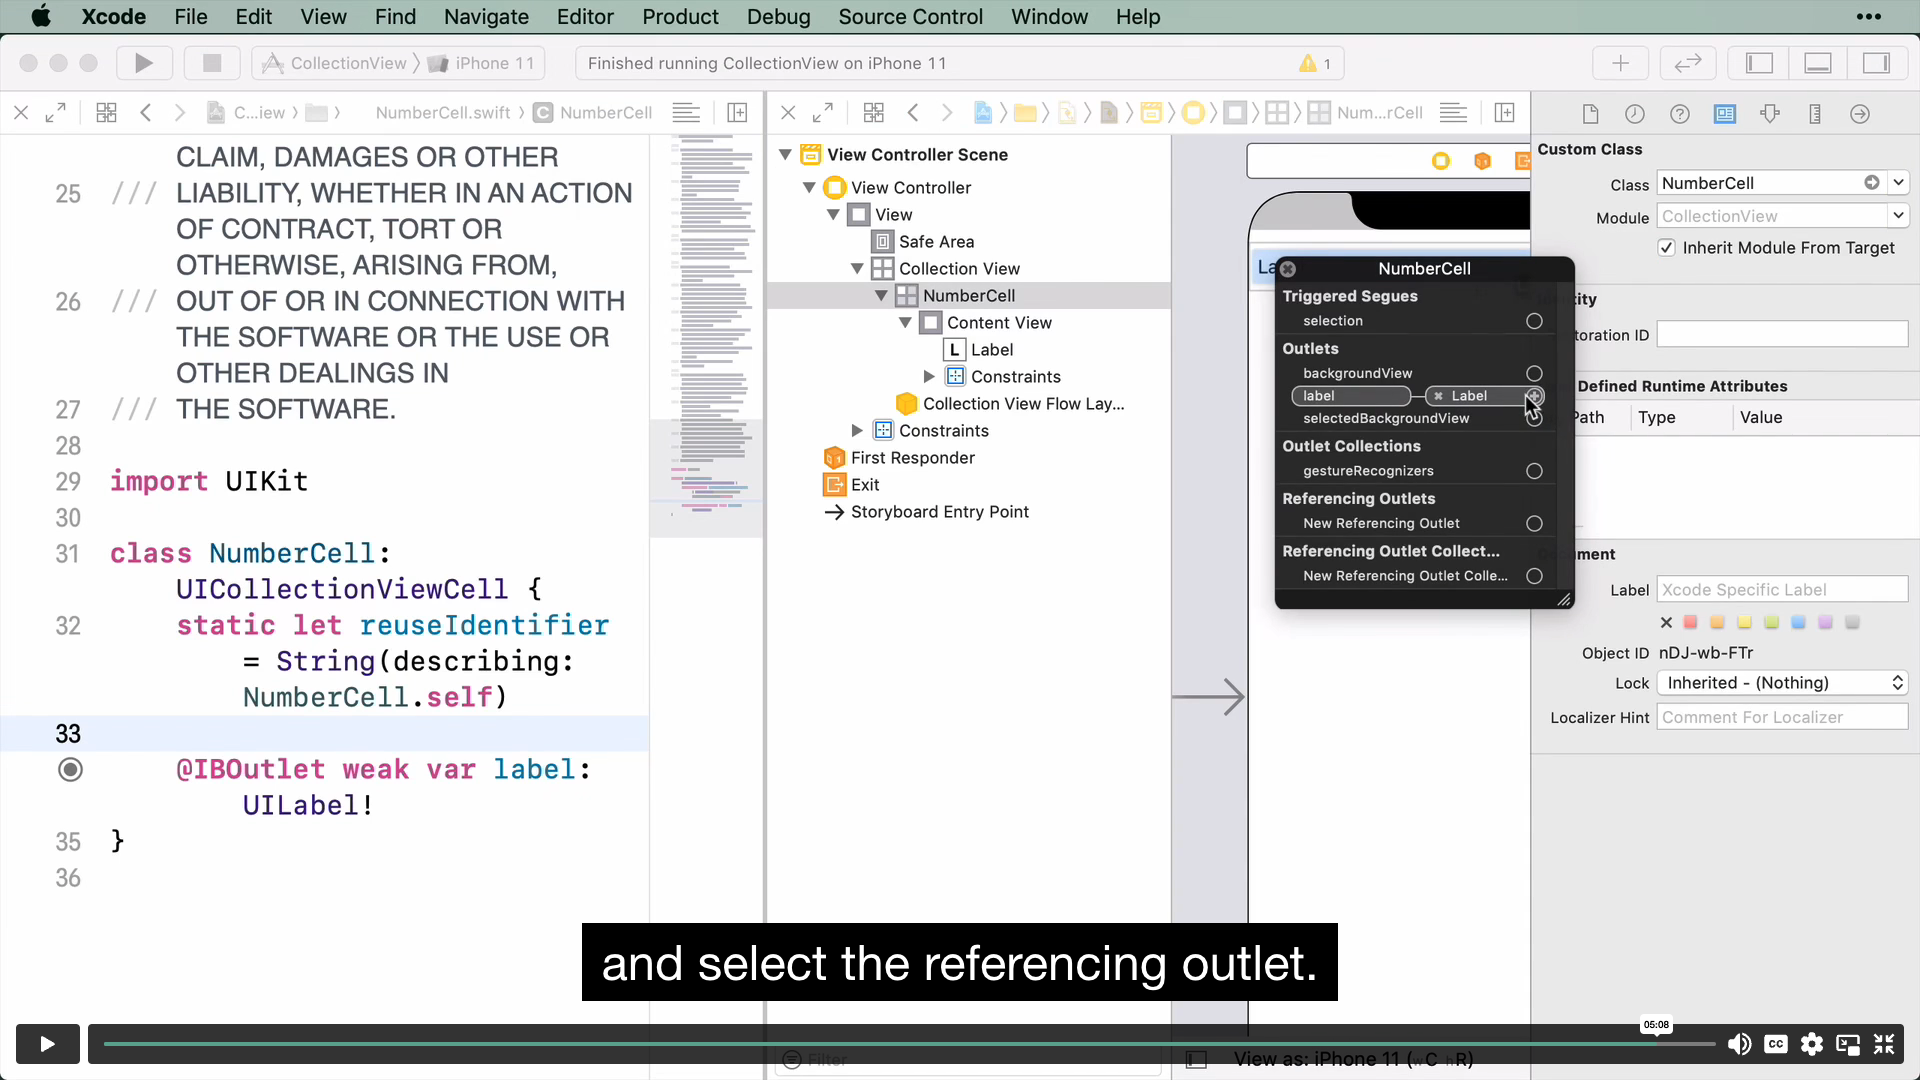 Xcode File Edit View Find Navigate Editor Product Debug Source Control Window Help
CollectionView iPhone 11
Finished running CollectionView on iPhone 11
1
C...iew NumberCell.swift NumberCell
Num...rCell
CLAIM, DAMAGES OR OTHER
25 /// LIABILITY, WHETHER IN AN ACTION
OF CONTRACT, TORT OR
OTHERWISE, ARISING FROM,
26 /// OUT OF OR IN CONNECTION WITH
THE SOFTWARE OR THE USE OR
OTHER DEALINGS IN
27 /// THE SOFTWARE.
28
29 import UIKit
30
31 class NumberCell:
UICollectionViewCell {
32 static let reuseIdentifier
= String(describing:
NumberCell.self)
33
@IBOutlet weak var label:
UILabel!
35 }
36
View Controller Scene
View Controller
View
Safe Area
Collection View
NumberCell
Content View
L Label
Constraints
Collection View Flow Lay...
Constraints
First Responder
Exit
Storyboard Entry Point
Filter
La
NumberCell
Triggered Segues
selection
Outlets
backgroundView
label Label
selectedBackgroundView
Outlet Collections
gestureRecognizers
Referencing Outlets
New Referencing Outlet
Referencing Outlet Collect...
New Referencing Outlet Colle...
View as: iPhone 11 (wC hR)
Custom Class
Class NumberCell
Module CollectionView
Inherit Module From Target
Restoration ID
Defined Runtime Attributes
Path Type Value
Document
Label Xcode Specific Label
Object ID nDJ-wb-FTr
Lock Inherited - (Nothing)
Localizer Hint Comment For Localizer
and select the referencing outlet.
05:08
CC